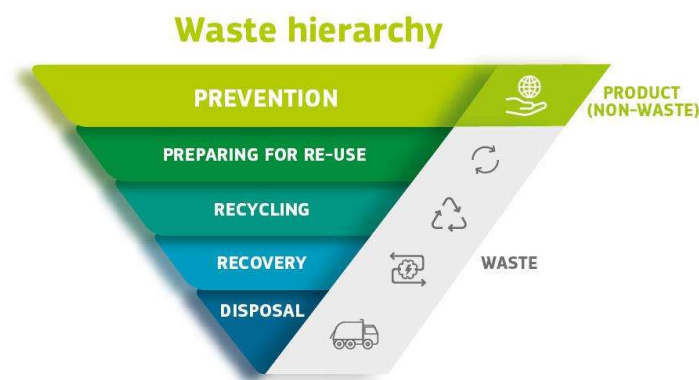 Waste hierarchy
PREVENTION
PRODUCT
(NON-WASTE)
PREPARING FOR RE-USE
RECYCLING
RECOVERY
WASTE
DISPOSAL